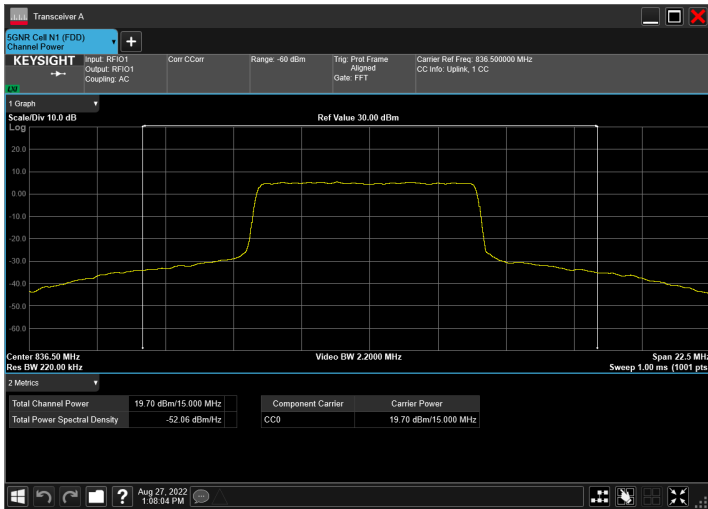 Transceiver A
5GNR Cell N1 (FDD)
Channel Power
KEYSIGHT
Input: RFIO1
Output: RFIO1
Coupling: AC
Corr CCorr
Range: -60 dBm
Trig: Prot Frame
Aligned
Gate: FFT
Carrier Ref Freq: 836.500000 MHz
CC Info: Uplink, 1 CC
LXI
1 Graph
Scale/Div 10.0 dB
Ref Value 30.00 dBm
Log
20.0
10.0
0.00
-10.0
-20.0
-30.0
-40.0
-50.0
-60.0
Center 836.50 MHz
Video BW 2.2000 MHz
Span 22.5 MHz
Res BW 220.00 kHz
Sweep 1.00 ms (1001 pts)
2 Metrics
Total Channel Power 19.70 dBm/15.000 MHz
Total Power Spectral Density -52.06 dBm/Hz
Component Carrier Carrier Power
CC0 19.70 dBm/15.000 MHz
?
Aug 27, 2022
1:08:04 PM